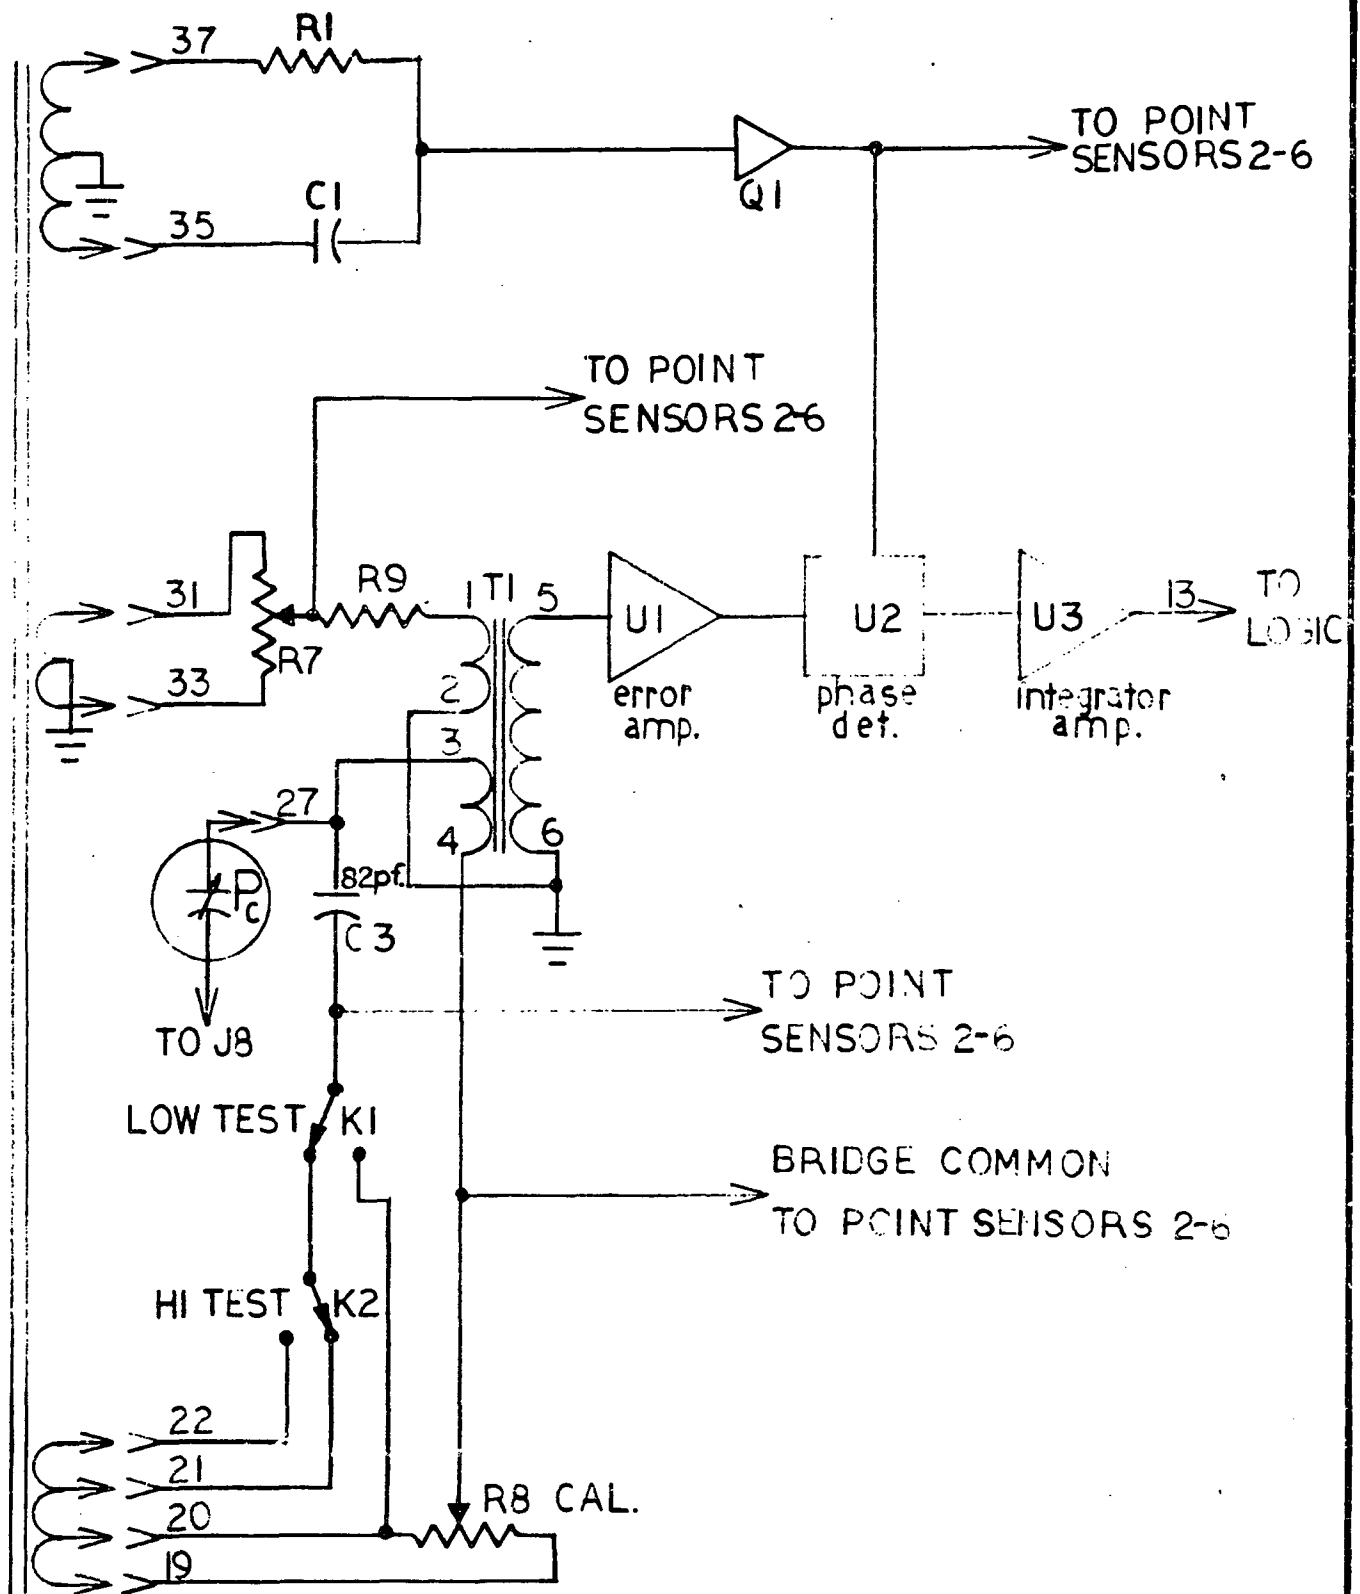 37
R1
TO POINT
SENSORS 2-6
Q1
C1
35
TO POINT
SENSORS 2-6
31
R9
1
T1
5
U1
U2
U3
13
TO
LOGIC
R7
33
2
error
amp.
phase
det.
integrator
amp.
3
27
4
6
82pf.
Pc
C3
TO POINT
SENSORS 2-6
TO J8
LOW TEST
K1
BRIDGE COMMON
TO POINT SENSORS 2-6
HI TEST
K2
22
21
R8 CAL.
20
19